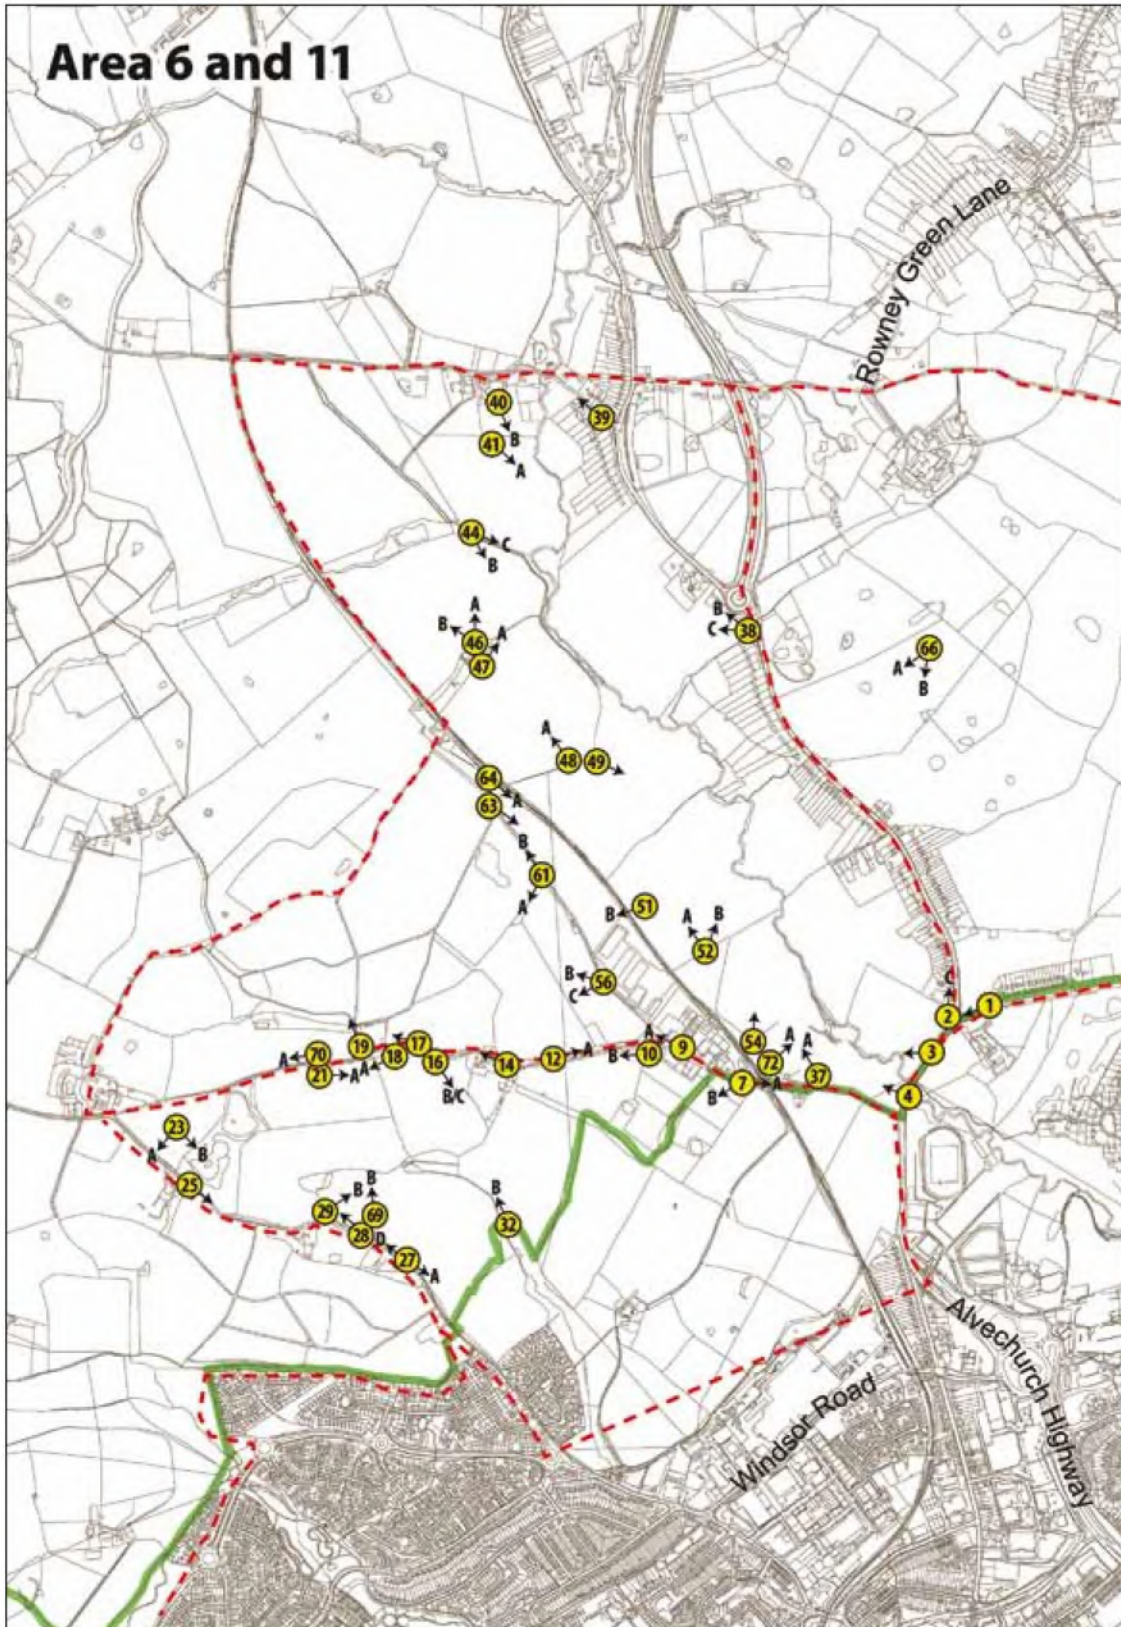 Area 6 and 11
Rowney Green Lane
40
39
B
41
A
44
C
B
A
B
A
46
47
B
C
38
66
A
B
A
48
49
64
A
63
B
61
A
51
B
A
B
52
B
56
C
C
1
2
3
4
54
A
A
72
37
7
A
B
A
9
B
10
12
A
14
17
16
B/C
18
A
19
70
A
21
A
23
A
B
25
29
B
B
69
28
D
27
A
B
32
Alvechurch Highway
Windsor Road